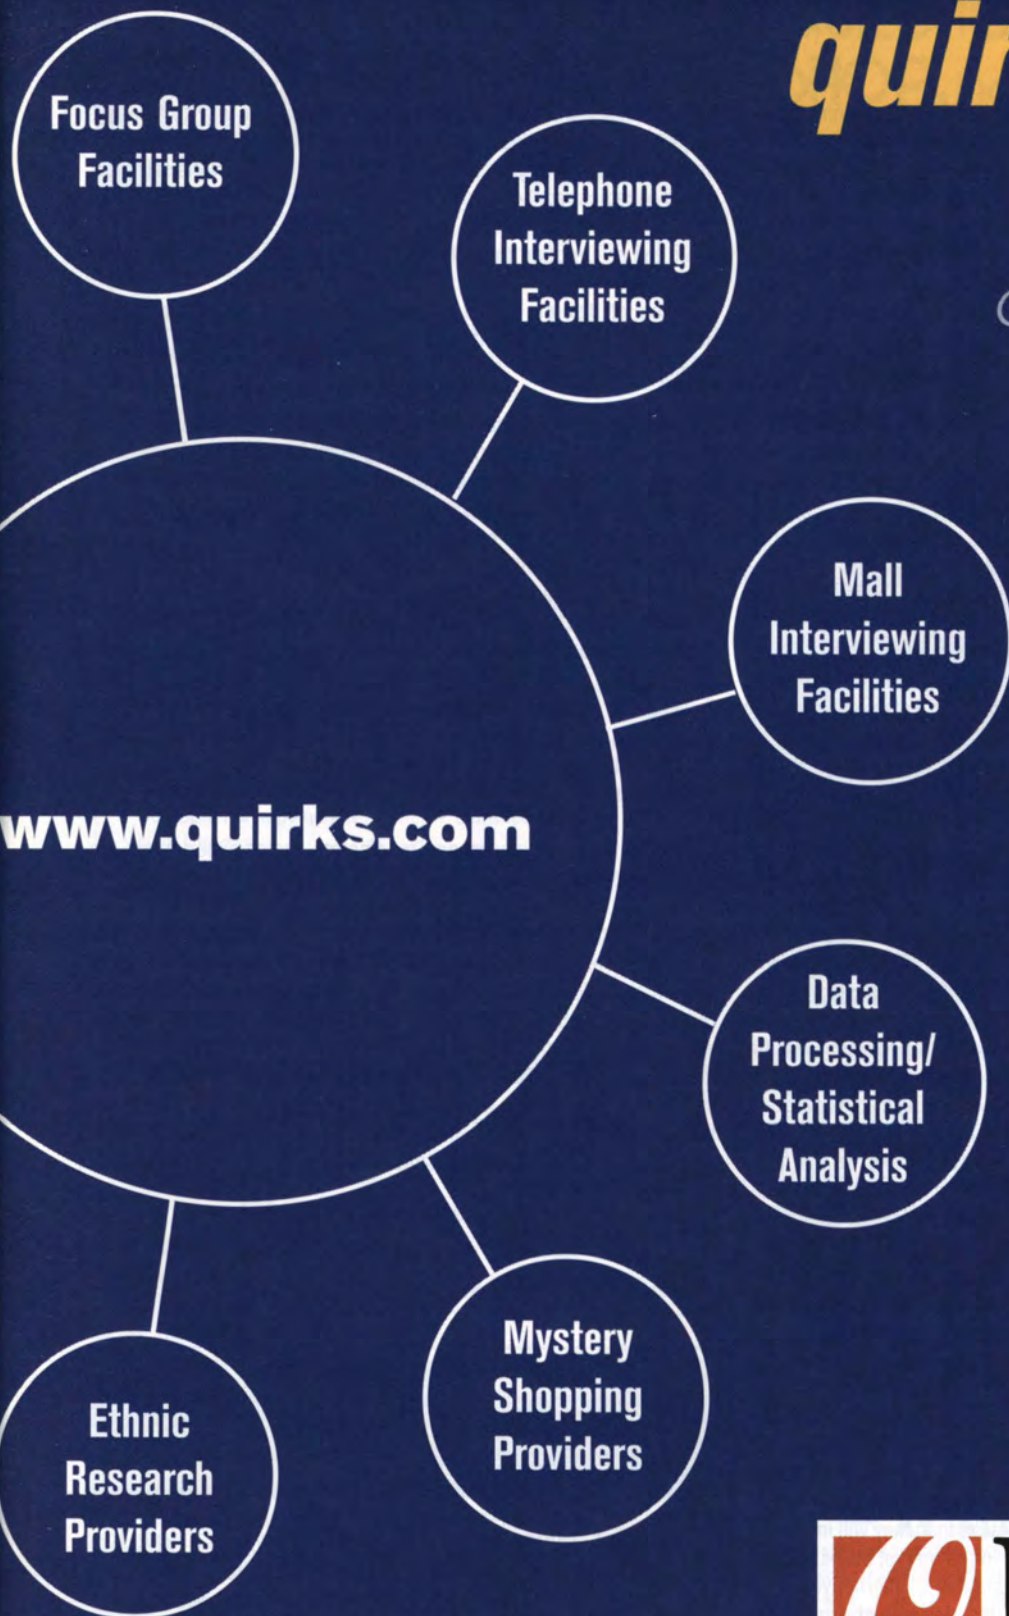 quir
Focus Group
Facilities
Telephone
Interviewing
Facilities
Mall
Interviewing
Facilities
www.quirks.com
Data
Processing/
Statistical
Analysis
Mystery
Shopping
Providers
Ethnic
Research
Providers